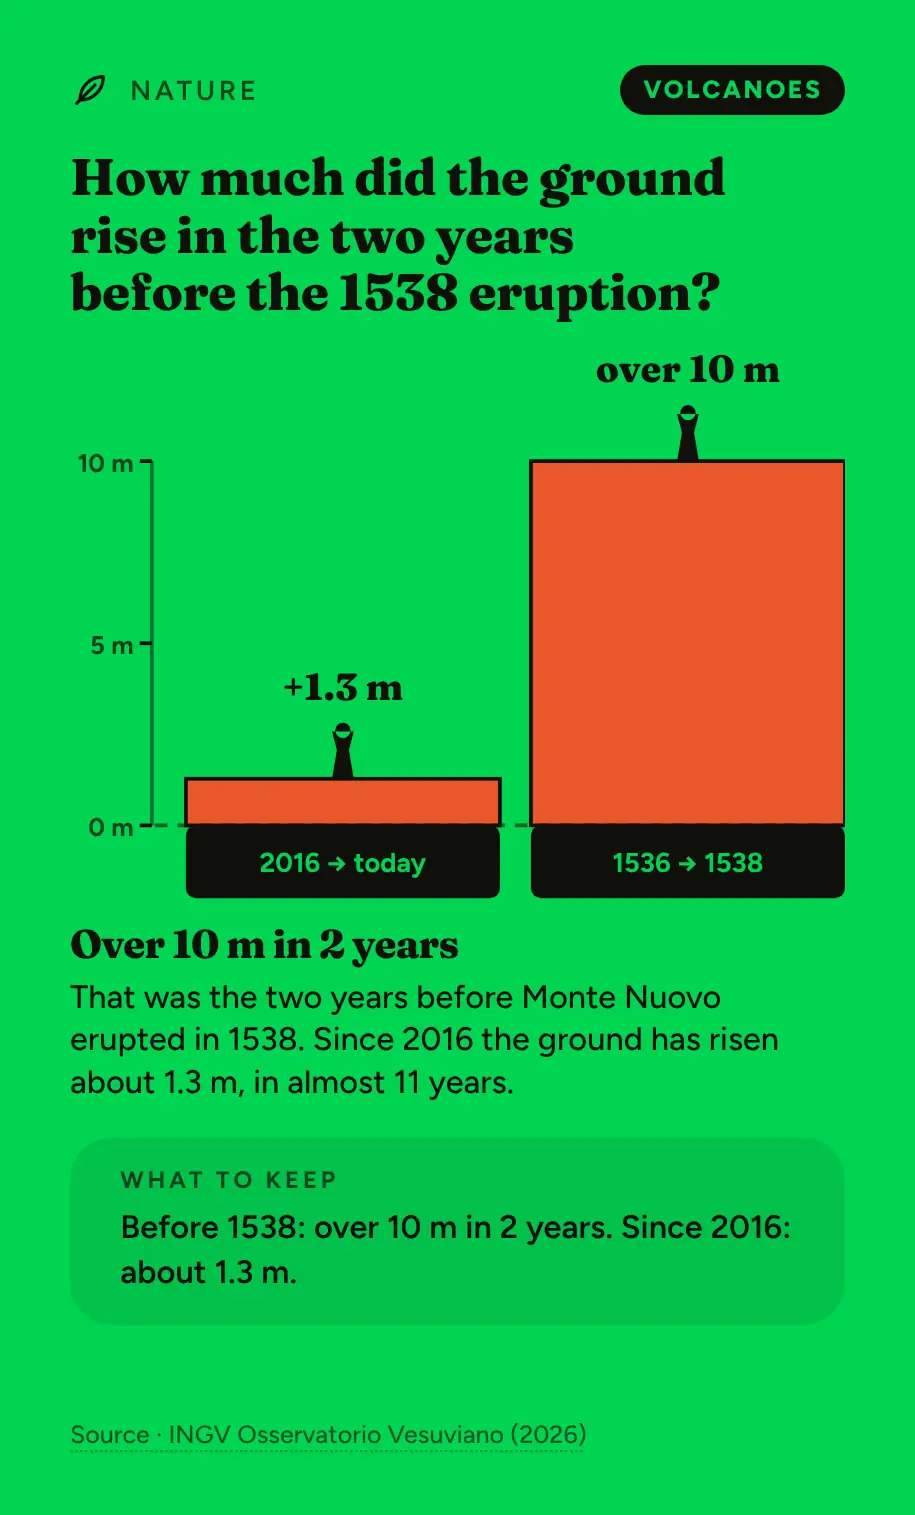 NATURE
VOLCANOES
How much did the ground
rise in the two years
before the 1538 eruption?
over 10 m
10 m
5 m
+1.3 m
0 m
2016 → today
1536 → 1538
Over 10 m in 2 years
That was the two years before Monte Nuovo
erupted in 1538. Since 2016 the ground has risen
about 1.3 m, in almost 11 years.
WHAT TO KEEP
Before 1538: over 10 m in 2 years. Since 2016:
about 1.3 m.
Source · INGV Osservatorio Vesuviano (2026)